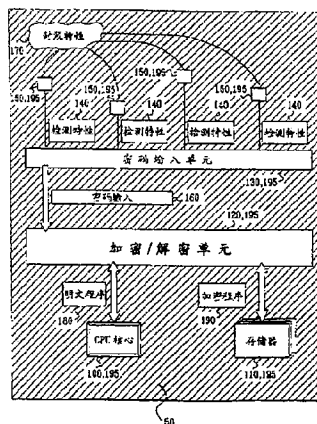 170
封装特性
150,195
150,195
150,195
150,195
140
140
140
140
检测特性
检测特性
检测特性
检测特性
密码输入单元
130,195
密码输入
160
120,195
加密/解密单元
明文程序
加密程序
180
190
CPU 核心
存储器
100,195
110,195
50